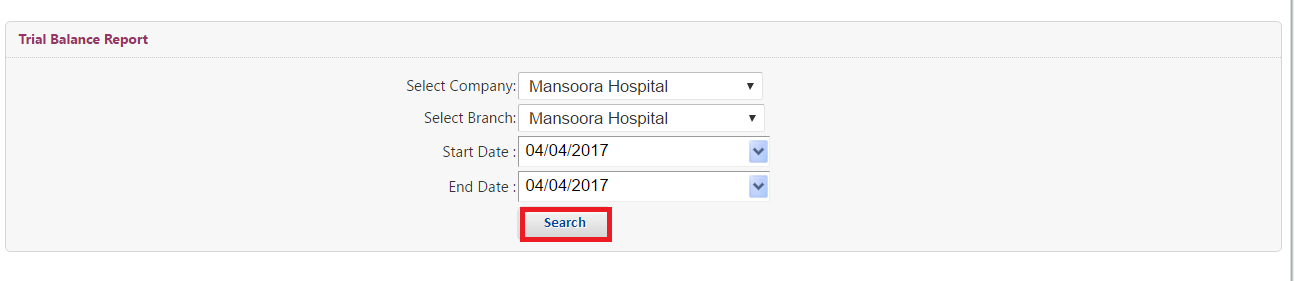 Trial Balance Report
Select Company: Mansoora Hospital
Select Branch: Mansoora Hospital
Start Date : 04/04/2017
End Date : 04/04/2017
Search